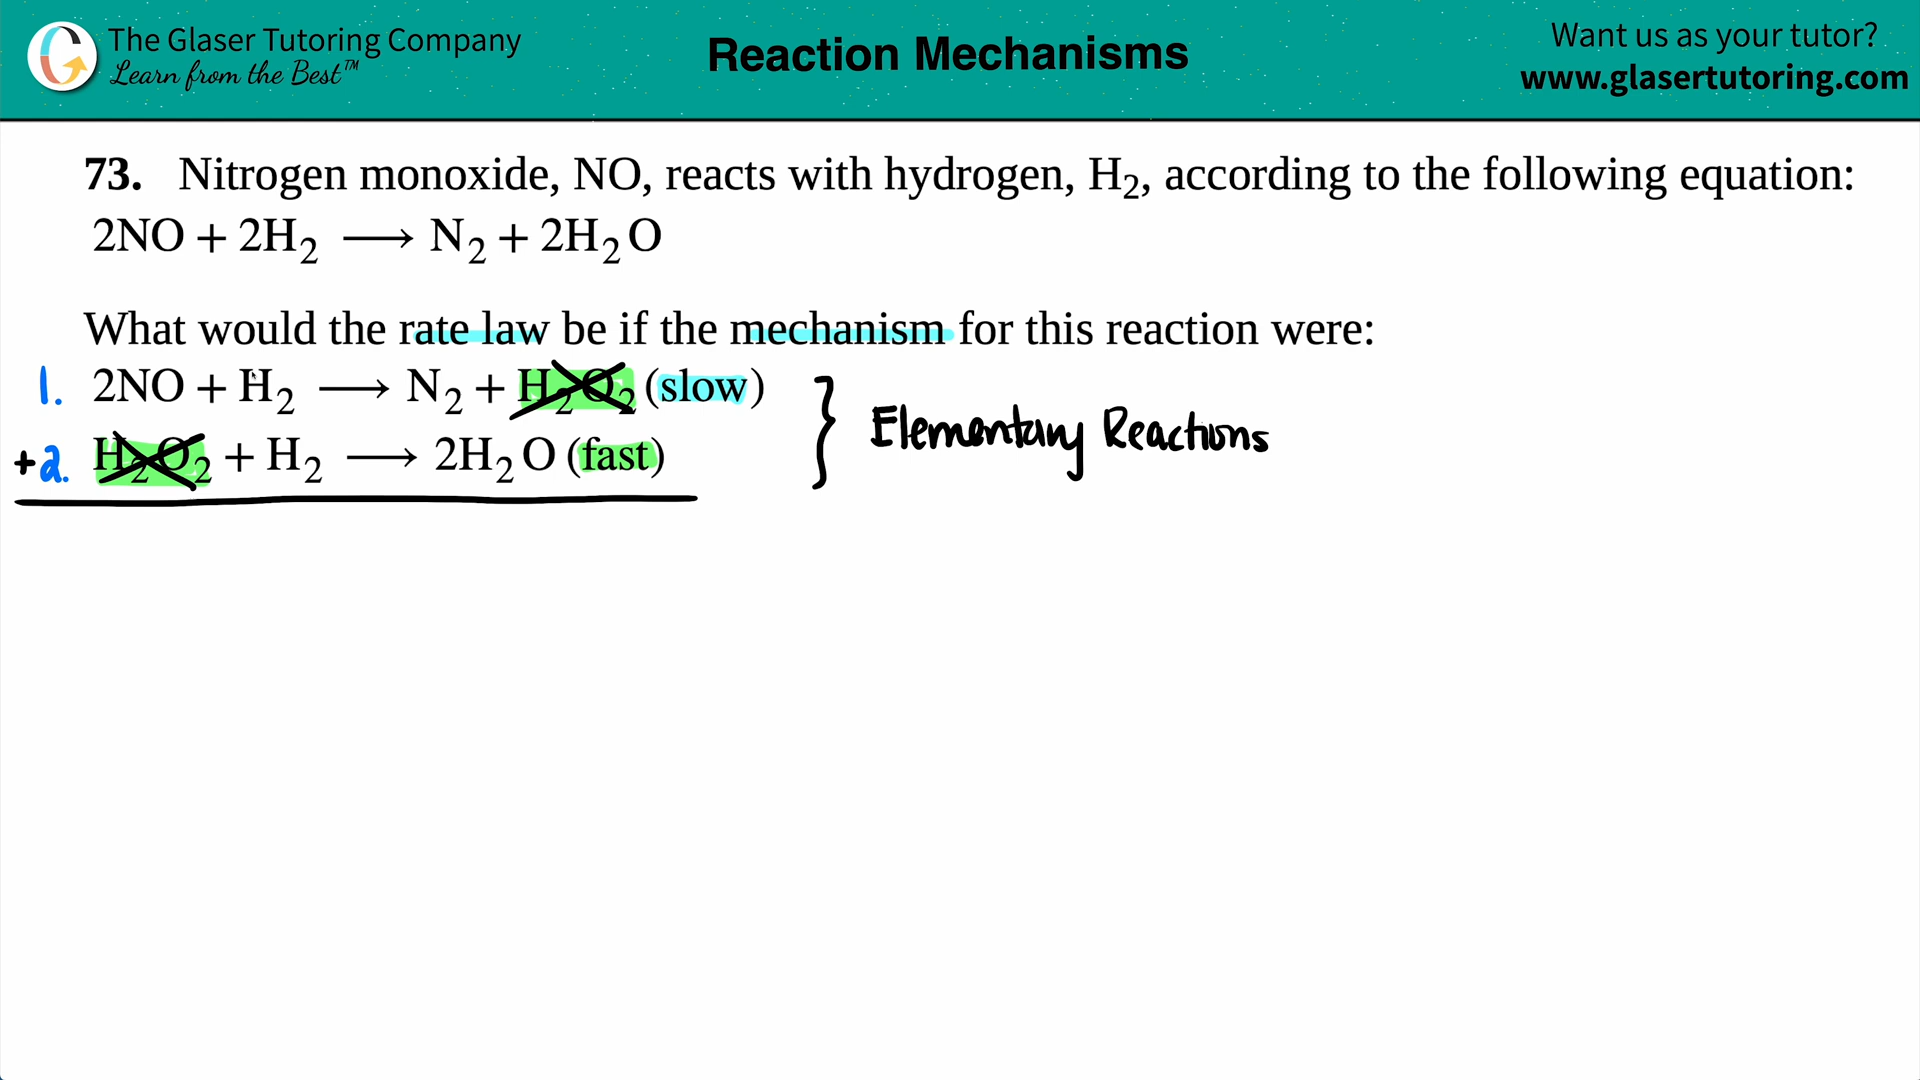 The Glaser Tutoring Company
Learn from the Best™
Reaction Mechanisms
Want us as your tutor?
www.glasertutoring.com
73. Nitrogen monoxide, NO, reacts with hydrogen, H₂, according to the following equation:
2NO + 2H₂ ⟶ N₂ + 2H₂O
What would the rate law be if the mechanism for this reaction were:
1. 2NO + H₂ ⟶ N₂ + H₂O₂ (slow)
+2. H₂O₂ + H₂ ⟶ 2H₂O (fast)
} Elementary Reactions